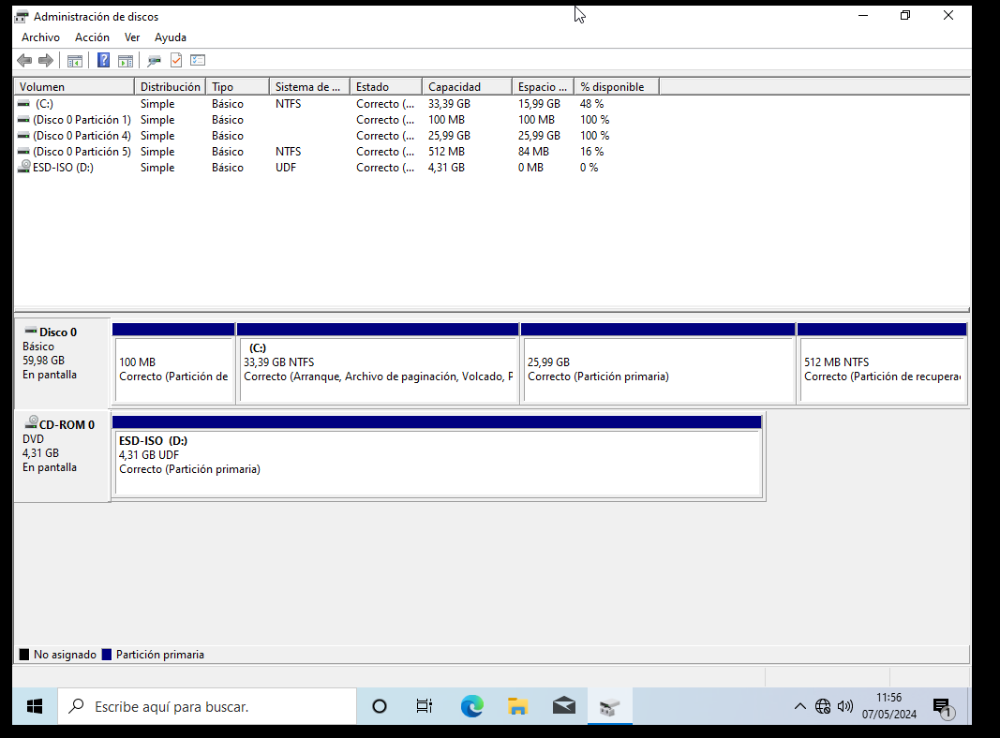 Administración de discos
Archivo Acción Ver Ayuda
Volumen Distribución Tipo Sistema de ... Estado Capacidad Espacio ... % disponible
(C:) Simple Básico NTFS Correcto (... 33,39 GB 15,99 GB 48 %
(Disco 0 Partición 1) Simple Básico Correcto (... 100 MB 100 MB 100 %
(Disco 0 Partición 4) Simple Básico Correcto (... 25,99 GB 25,99 GB 100 %
(Disco 0 Partición 5) Simple Básico NTFS Correcto (... 512 MB 84 MB 16 %
ESD-ISO (D:) Simple Básico UDF Correcto (... 4,31 GB 0 MB 0 %
Disco 0
Básico
59,98 GB
En pantalla
100 MB
Correcto (Partición de
(C:)
33,39 GB NTFS
Correcto (Arranque, Archivo de paginación, Volcado, P
25,99 GB
Correcto (Partición primaria)
512 MB NTFS
Correcto (Partición de recupera
CD-ROM 0
DVD
4,31 GB
En pantalla
ESD-ISO (D:)
4,31 GB UDF
Correcto (Partición primaria)
No asignado Partición primaria
Escribe aquí para buscar.
11:56
07/05/2024
1